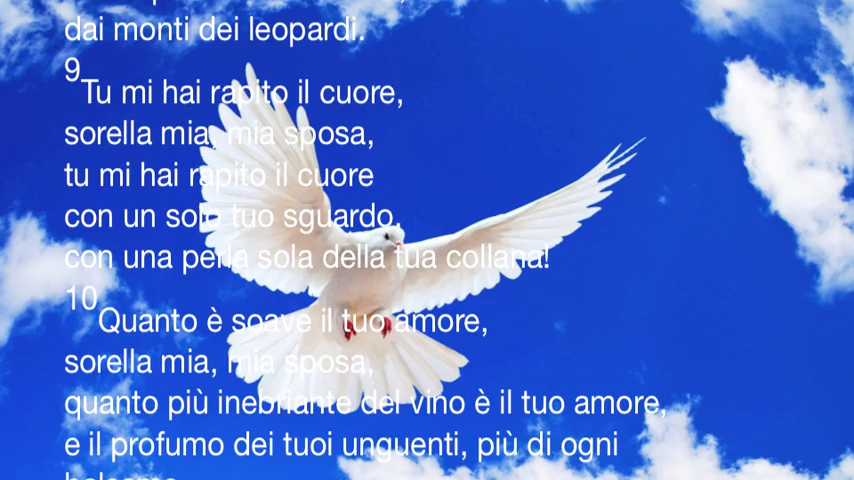 dai monti dei leopardi.
9
Tu mi hai rapito il cuore,
sorella mia, mia sposa,
tu mi hai rapito il cuore
con un solo tuo sguardo,
con una perla sola della tua collana!
10
Quanto è soave il tuo amore,
sorella mia, mia sposa,
quanto più inebriante del vino è il tuo amore,
e il profumo dei tuoi unguenti, più di ogni